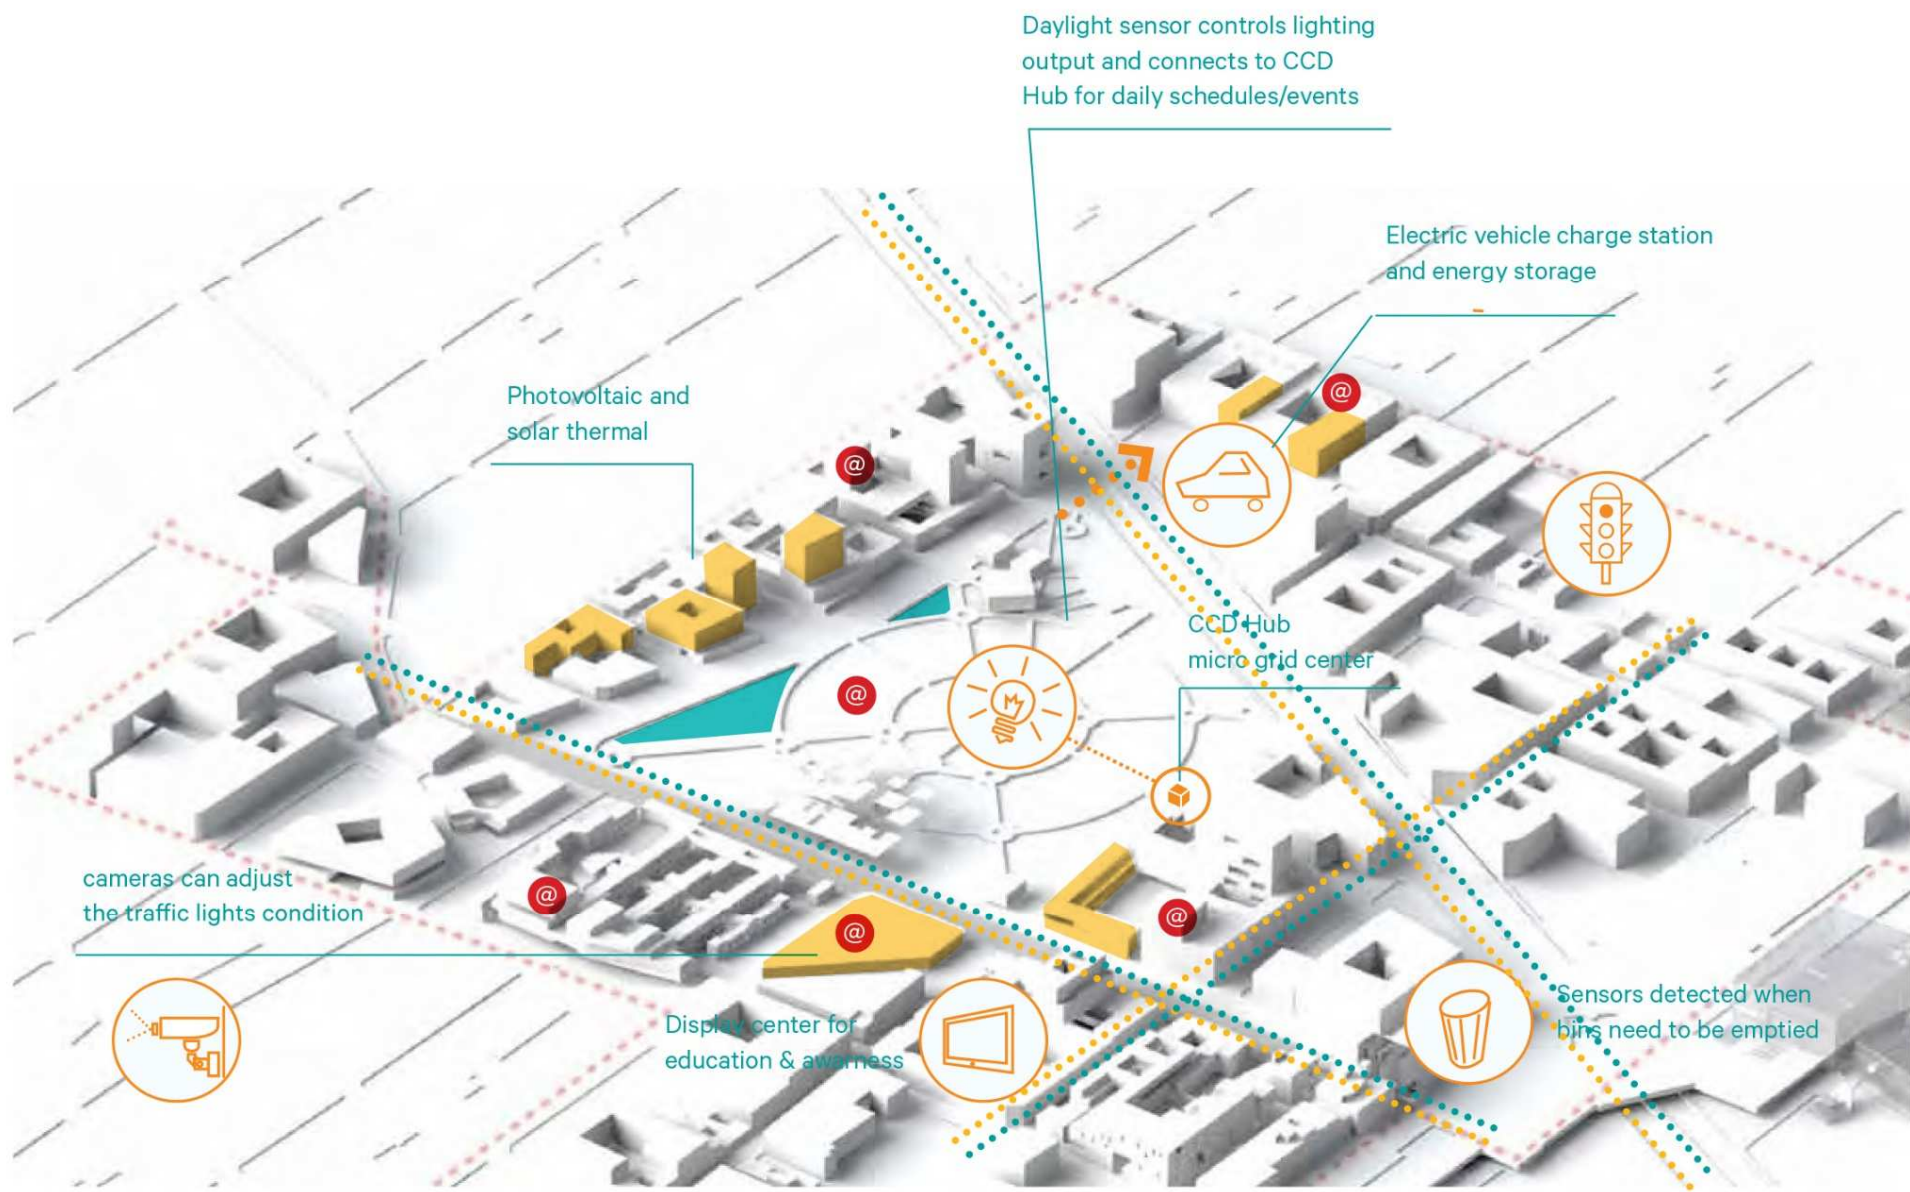 Daylight sensor controls lighting
output and connects to CCD
Hub for daily schedules/events
Electric vehicle charge station
and energy storage
Photovoltaic and
solar thermal
@
@
CCD Hub
micro grid center
@
cameras can adjust
the traffic lights condition
@
@
@
Display center for
education & awarness
Sensors detected when
bins need to be emptied